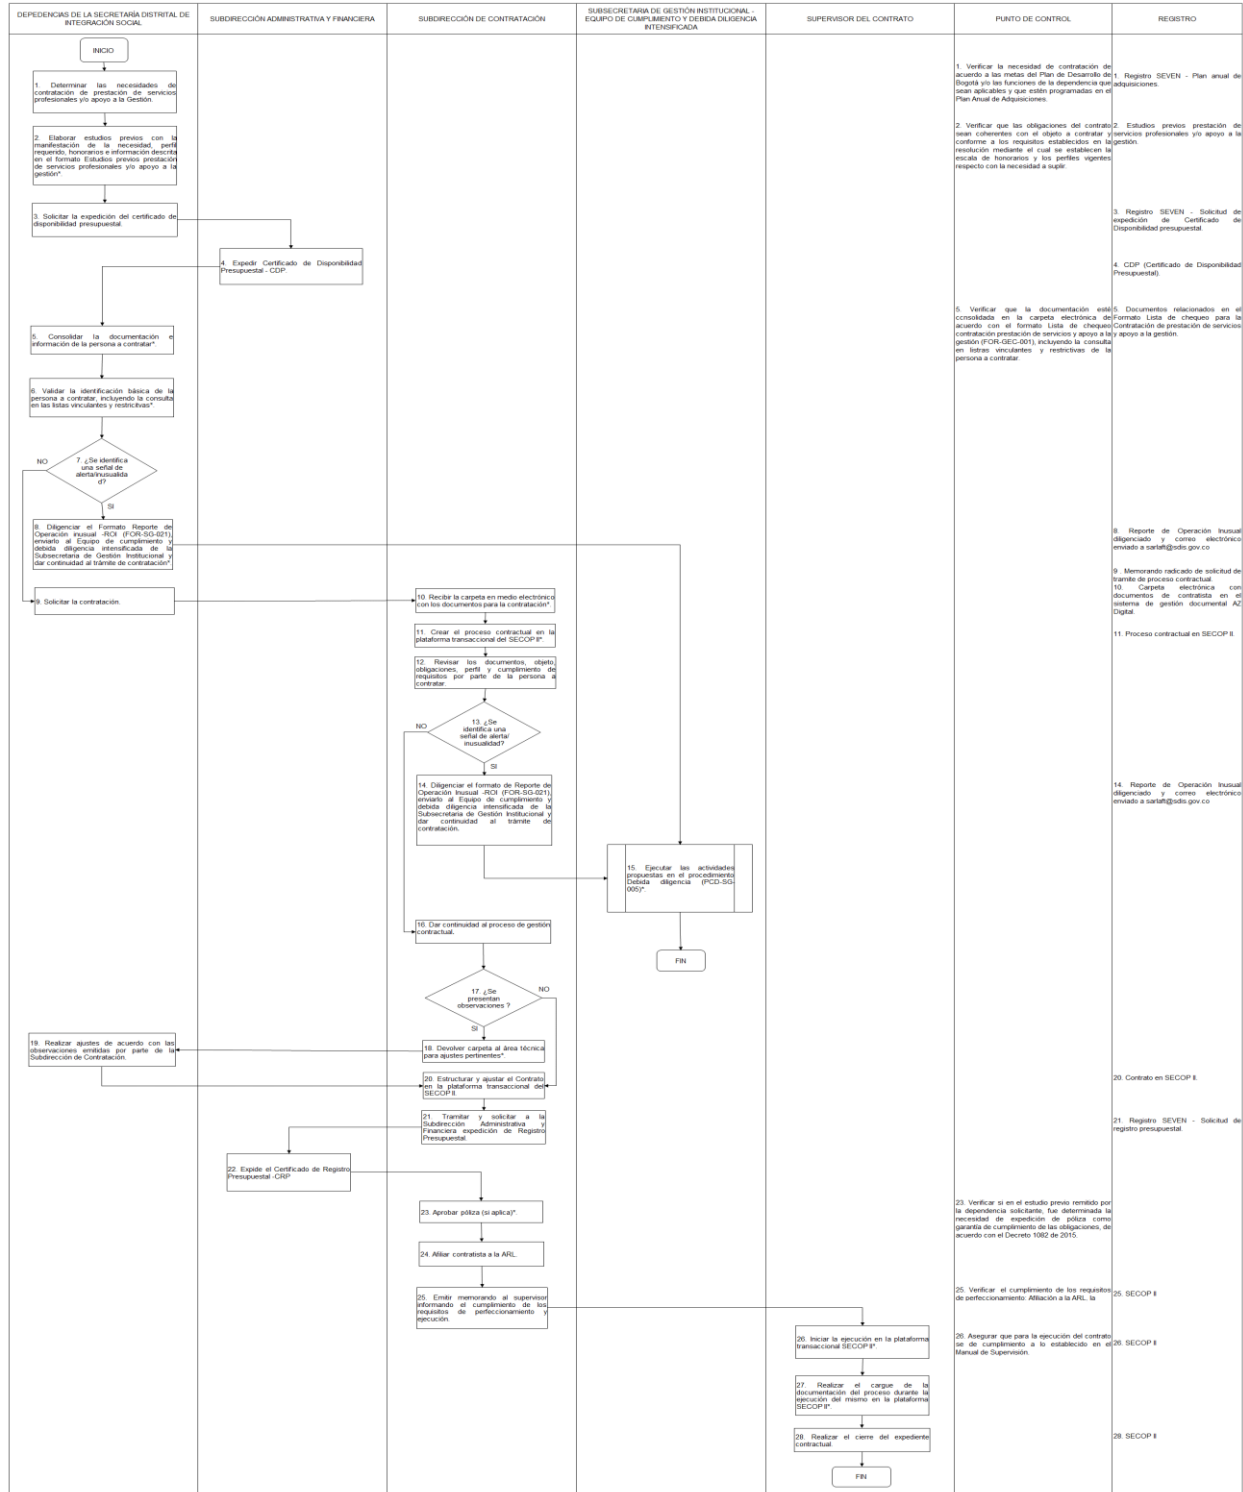 DEPEDENCIAS DE LA SECRETARÍA DISTRITAL DE
INTEGRACIÓN SOCIAL
SUBDIRECCIÓN ADMINISTRATIVA Y FINANCIERA
SUBDIRECCIÓN DE CONTRATACIÓN
SUBSECRETARIA DE GESTIÓN INSTITUCIONAL -
EQUIPO DE CUMPLIMIENTO Y DEBIDA DILIGENCIA
INTENSIFICADA
SUPERVISOR DEL CONTRATO
PUNTO DE CONTROL
REGISTRO
INICIO
1. Determinar las necesidades de
contratación de prestación de servicios
profesionales y/o apoyo a la Gestión.
1. Verificar la necesidad de contratación de
acuerdo a las metas del Plan de Desarrollo de
Bogotá y/o las funciones de la dependencia que
sean aplicables y que estén programadas en el
Plan Anual de Adquisiciones.
1. Registro SEVEN - Plan anual de
adquisiciones.
2. Elaborar estudios previos con la
manifestación de la necesidad, perfil
requerido, honorarios e información descrita
en el formato Estudios previos prestación
de servicios profesionales y/o apoyo a la
gestión*.
2. Verificar que las obligaciones del contrato
sean coherentes con el objeto a contratar y
conforme a los requisitos establecidos en la
resolución mediante el cual se establecen la
escala de honorarios y los perfiles vigentes
respecto con la necesidad a suplir.
2. Estudios previos prestación de
servicios profesionales y/o apoyo a la
gestión.
3. Solicitar la expedición del certificado de
disponibilidad presupuestal.
3. Registro SEVEN - Solicitud de
expedición de Certificado de
Disponibilidad presupuestal.
4. Expedir Certificado de Disponibilidad
Presupuestal - CDP.
4. CDP (Certificado de Disponibilidad
Presupuestal).
5. Consolidar la documentación e
información de la persona a contratar*.
5. Verificar que la documentación esté
consolidada en la carpeta electrónica de
acuerdo con el formato Lista de chequeo
contratación prestación de servicios y apoyo a la
gestión (FOR-GEC-001), incluyendo la consulta
en listras vinculantes y restrictivas de la
persona a contratar.
5. Documentos relacionados en el
Formato Lista de chequeo para la
Contratación de prestación de servicios
y apoyo a la gestión.
6. Validar la identificación básica de la
persona a contratar, incluyendo la consulta
en las listas vinculantes y restricitvas*.
7. ¿Se identifica
una señal de
alerta/inusualida
d?
NO
SI
8. Diligenciar el Formato Reporte de
Operación inusual -ROI (FOR-SG-021),
enviarlo al Equipo de cumplimiento y
debida diligencia intensificada de la
Subsecretaria de Gestión Institucional y
dar continuidad al trámite de contratación*.
8. Reporte de Operación Inusual
diligenciado y correo electrónico
enviado a sarlaft@sdis.gov.co
9. Solicitar la contratación.
9 . Memorando radicado de solicitud de
tramite de proceso contractual.
10. Recibir la carpeta en medio electrónico
con los documentos para la contratación*.
10. Carpeta electrónica con
documentos de contratista en el
sistema de gestión documental AZ
Digital.
11. Crear el proceso contractual en la
plataforma transaccional del SECOP II*.
11. Proceso contractual en SECOP II.
12. Revisar los documentos, objeto,
obligaciones, perfil y cumplimiento de
requisitos por parte de la persona a
contratar.
13. ¿Se
identifica una
señal de alerta/
inusualidad?
NO
SI
14. Diligenciar el formato de Reporte de
Operación Inusual -ROI (FOR-SG-021),
enviarlo al Equipo de cumplimiento y
debida diligencia intensificada de la
Subsecretaria de Gestión Institucional y
dar continuidad al trámite de
contratación.
14. Reporte de Operación Inusual
diligenciado y correo electrónico
enviado a sarlaft@sdis.gov.co
15. Ejecutar las actividades
propuestas en el procedimiento
Debida diligencia (PCD-SG-
005)*.
16. Dar continuidad al proceso de gestión
contractual.
FIN
17. ¿Se
presentan
observaciones ?
NO
SI
18. Devolver carpeta al área técnica
para ajustes pertinentes*.
19. Realizar ajustes de acuerdo con las
observaciones emitidas por parte de la
Subdirección de Contratación.
20. Estructurar y ajustar el Contrato
en la plataforma transaccional del
SECOP II.
20. Contrato en SECOP II.
21. Tramitar y solicitar a la
Subdirección Administrativa y
Financiera expedición de Registro
Presupuestal.
21. Registro SEVEN - Solicitud de
registro presupuestal.
22. Expide el Certificado de Registro
Presupuestal -CRP
23. Aprobar póliza (si aplica)*.
23. Verificar si en el estudio previo remitido por
la dependencia solicitante, fue determinada la
necesidad de expedición de póliza como
garantía de cumplimiento de las obligaciones, de
acuerdo con el Decreto 1082 de 2015.
24. Afiliar contratista a la ARL.
25. Emitir memorando al supervisor
informando el cumplimiento de los
requisitos de perfeccionamiento y
ejecución.
25. Verificar el cumplimiento de los requisitos
de perfeccionamiento: Afiliación a la ARL, la
25. SECOP II
26. Iniciar la ejecución en la plataforma
transaccional SECOP II*.
26. Asegurar que para la ejecución del contrato
se de cumplimiento a lo establecido en el
Manual de Supervisión.
26. SECOP II
27. Realizar el cargue de la
documentación del proceso durante la
ejecución del mismo en la plataforma
SECOP II*.
28. Realizar el cierre del expediente
contractual.
28. SECOP II
FIN